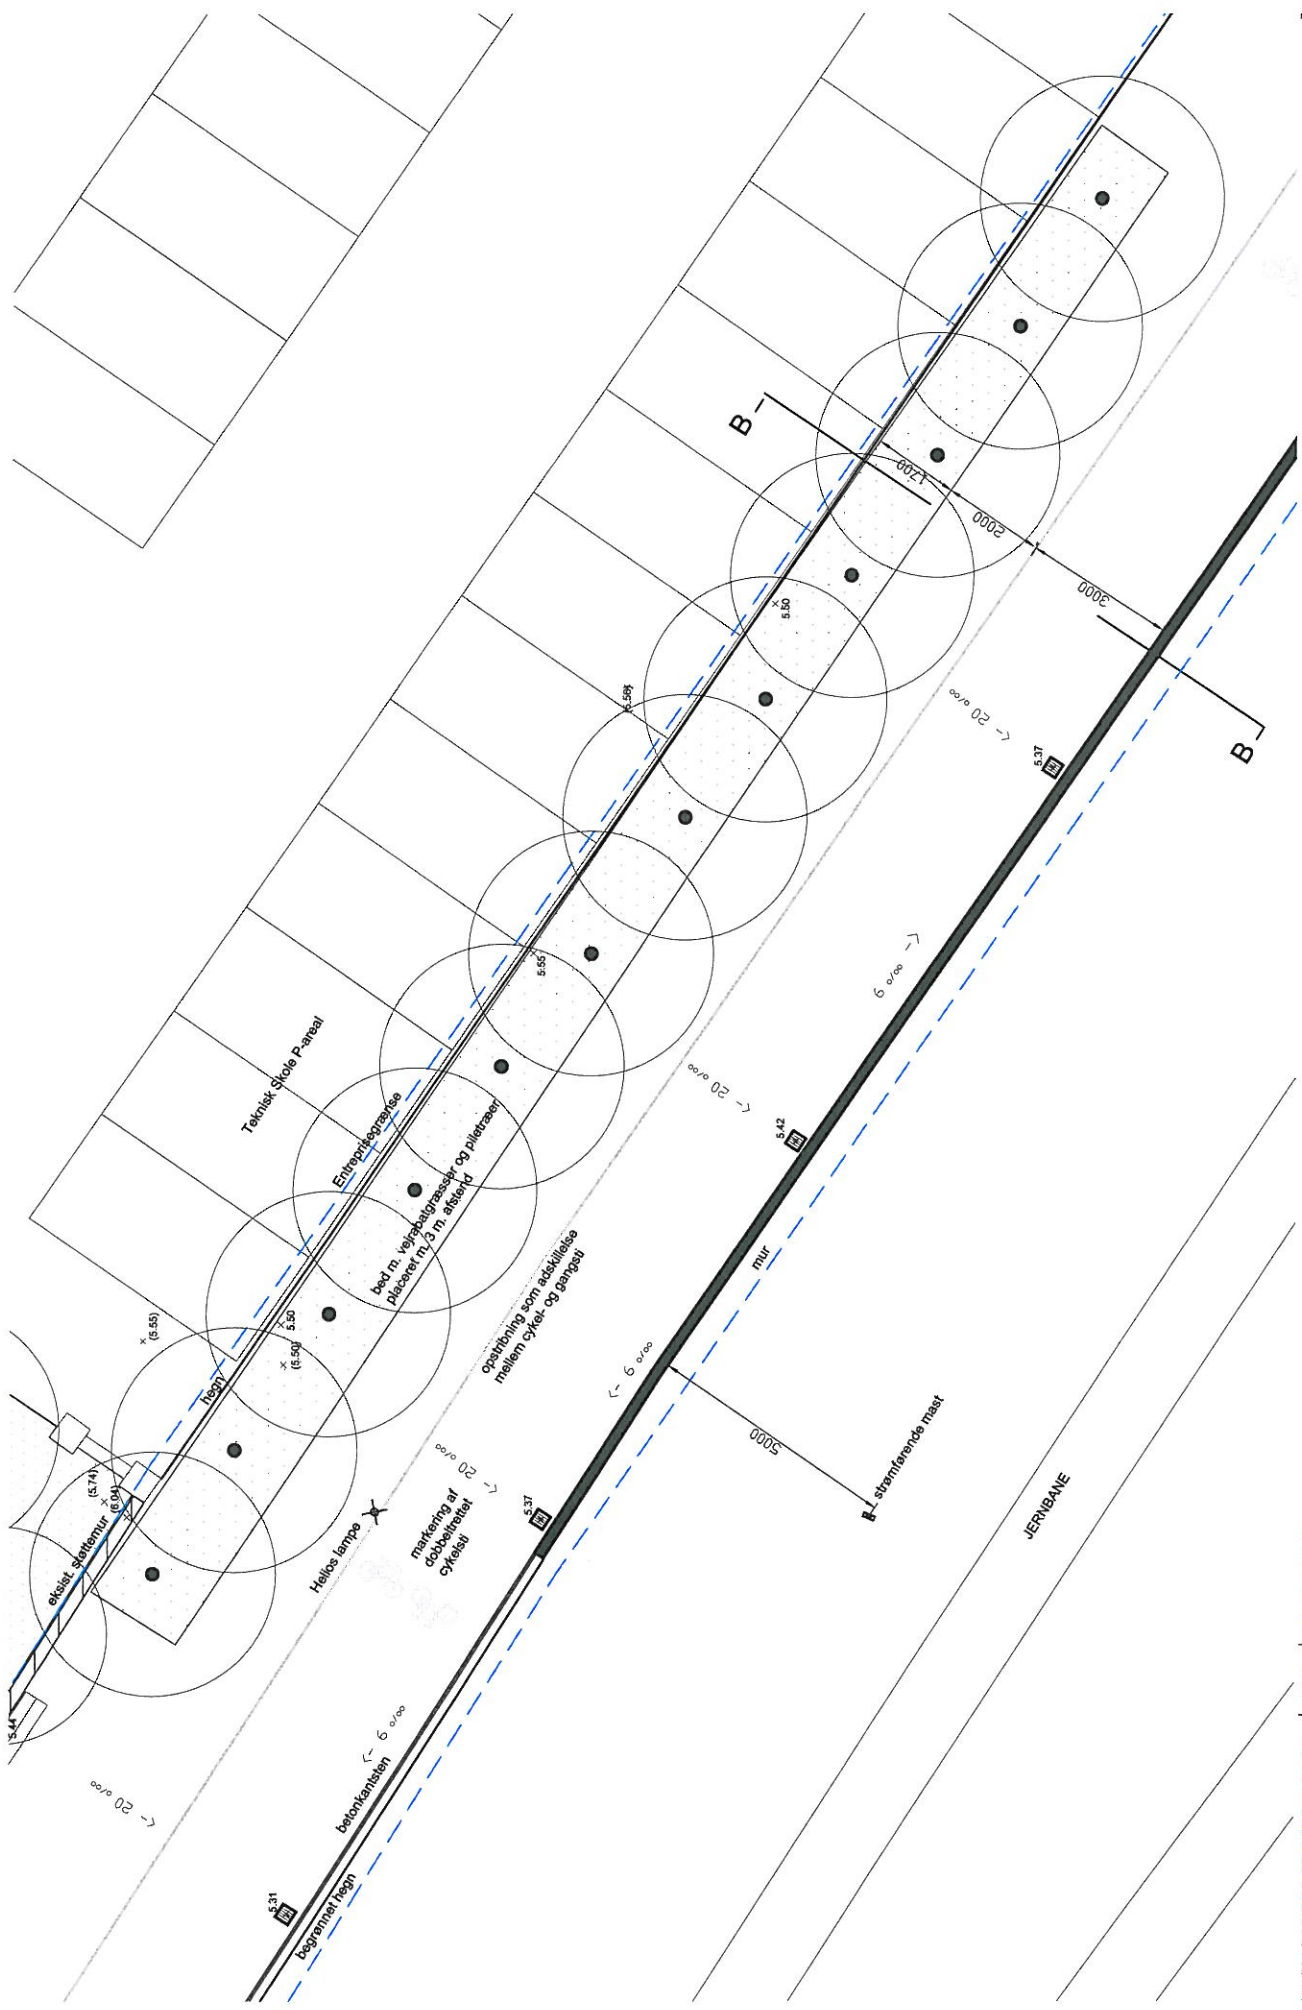 B
1700
2000
3000
5.50
(5.58)
20 ‰
5.37
B
5.55
6 ‰
Teknisk Skole P-areal
Entreprisegrænse
20 ‰
5.42
bed m. vejrabatgræsser og piletræer
placeret m. 3 m. afstend
mur
opstribning som adskillelse
mellem cykel- og gangsti
(5.55)
5.50
(5.50)
hegn
6 ‰
5000
strømførende mast
JERNBANE
(5.74)
(6.04)
eksist. støttemur
20 ‰
5.37
Helios lampe
markering af
dobbeltrettet
cykelsti
5.44
6 ‰
20 ‰
betonkantsten
5.31
begrønnet hegn